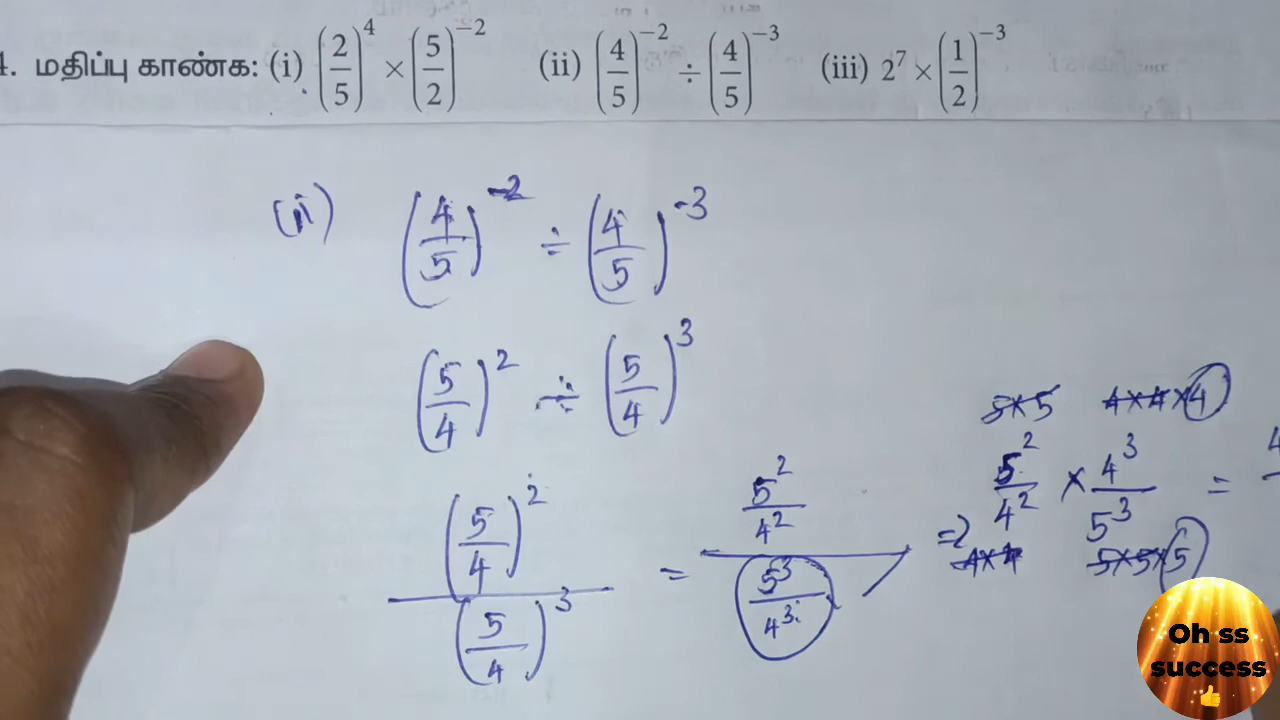 4. மதிப்பு காண்க: (i) (2/5)^4 × (5/2)^-2 (ii) (4/5)^-2 ÷ (4/5)^-3 (iii) 2^7 × (1/2)^-3
(ii) (4/5)^-2 ÷ (4/5)^-3
(5/4)^2 ÷ (5/4)^3
(5/4)^2 / (5/4)^3 = 5^2/4^2 / 5^3/4^3
5×5 4×4×4
=> 5^2/4^2 × 4^3/5^3 = 4
4×4 5×5×5
Oh ss
success